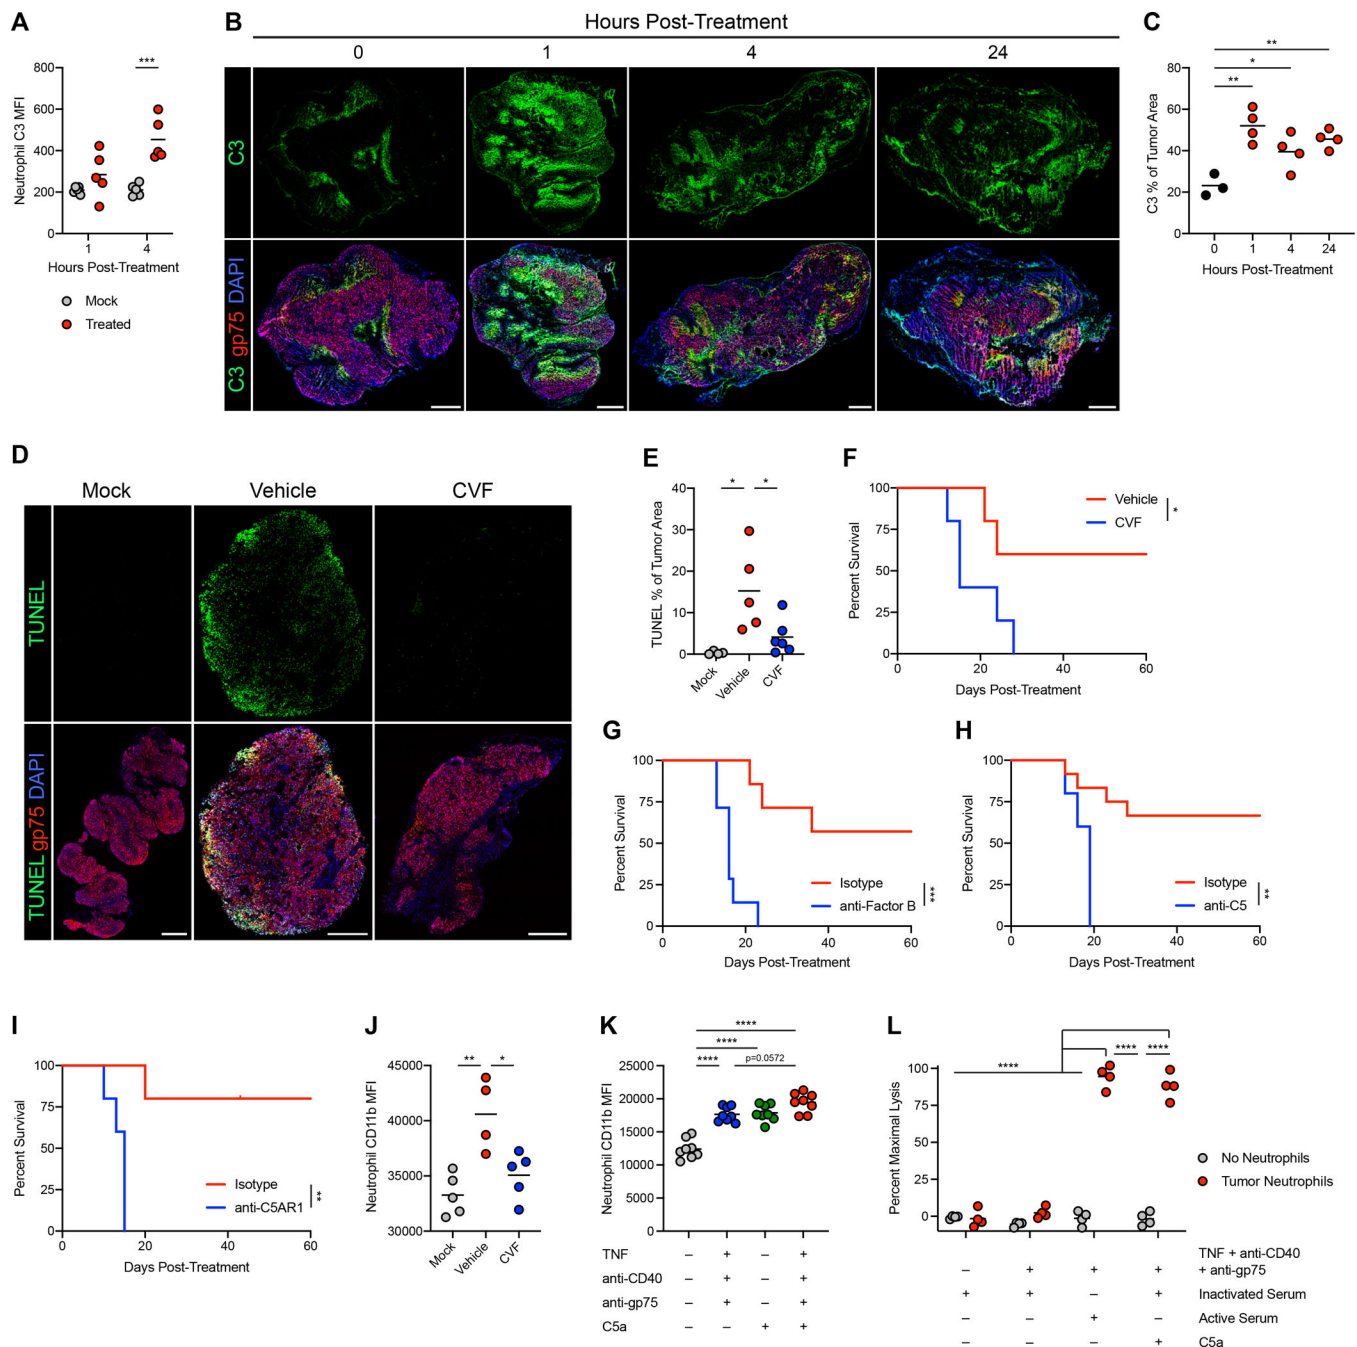 A
Neutrophil C3 MFI
800
600
400
200
0
***
1
4
Hours Post-Treatment
Mock
Treated
B
Hours Post-Treatment
0
1
4
24
C3
C3 gp75 DAPI
C
C3 % of Tumor Area
80
60
40
20
0
**
*
**
0
1
4
24
Hours Post-Treatment
D
Mock
Vehicle
CVF
TUNEL
TUNEL gp75 DAPI
E
TUNEL % of Tumor Area
40
30
20
10
0
*
*
Mock
Vehicle
CVF
F
Percent Survival
100
75
50
25
0
Vehicle
CVF
*
0
20
40
60
Days Post-Treatment
G
Percent Survival
100
75
50
25
0
Isotype
anti-Factor B
***
0
20
40
60
Days Post-Treatment
H
Percent Survival
100
75
50
25
0
Isotype
anti-C5
**
0
20
40
60
Days Post-Treatment
I
Percent Survival
100
75
50
25
0
Isotype
anti-C5AR1
**
0
20
40
60
Days Post-Treatment
J
Neutrophil CD11b MFI
45000
40000
35000
30000
**
*
Mock
Vehicle
CVF
K
Neutrophil CD11b MFI
25000
20000
15000
10000
5000
0
****
****
****
p=0.0572
TNF – + – +
anti-CD40 – + – +
anti-gp75 – + – +
C5a – – + +
L
Percent Maximal Lysis
100
75
50
25
0
****
****
****
No Neutrophils
Tumor Neutrophils
– + + + TNF + anti-CD40
+ anti-gp75
+ + – + Inactivated Serum
– – + – Active Serum
– – – + C5a